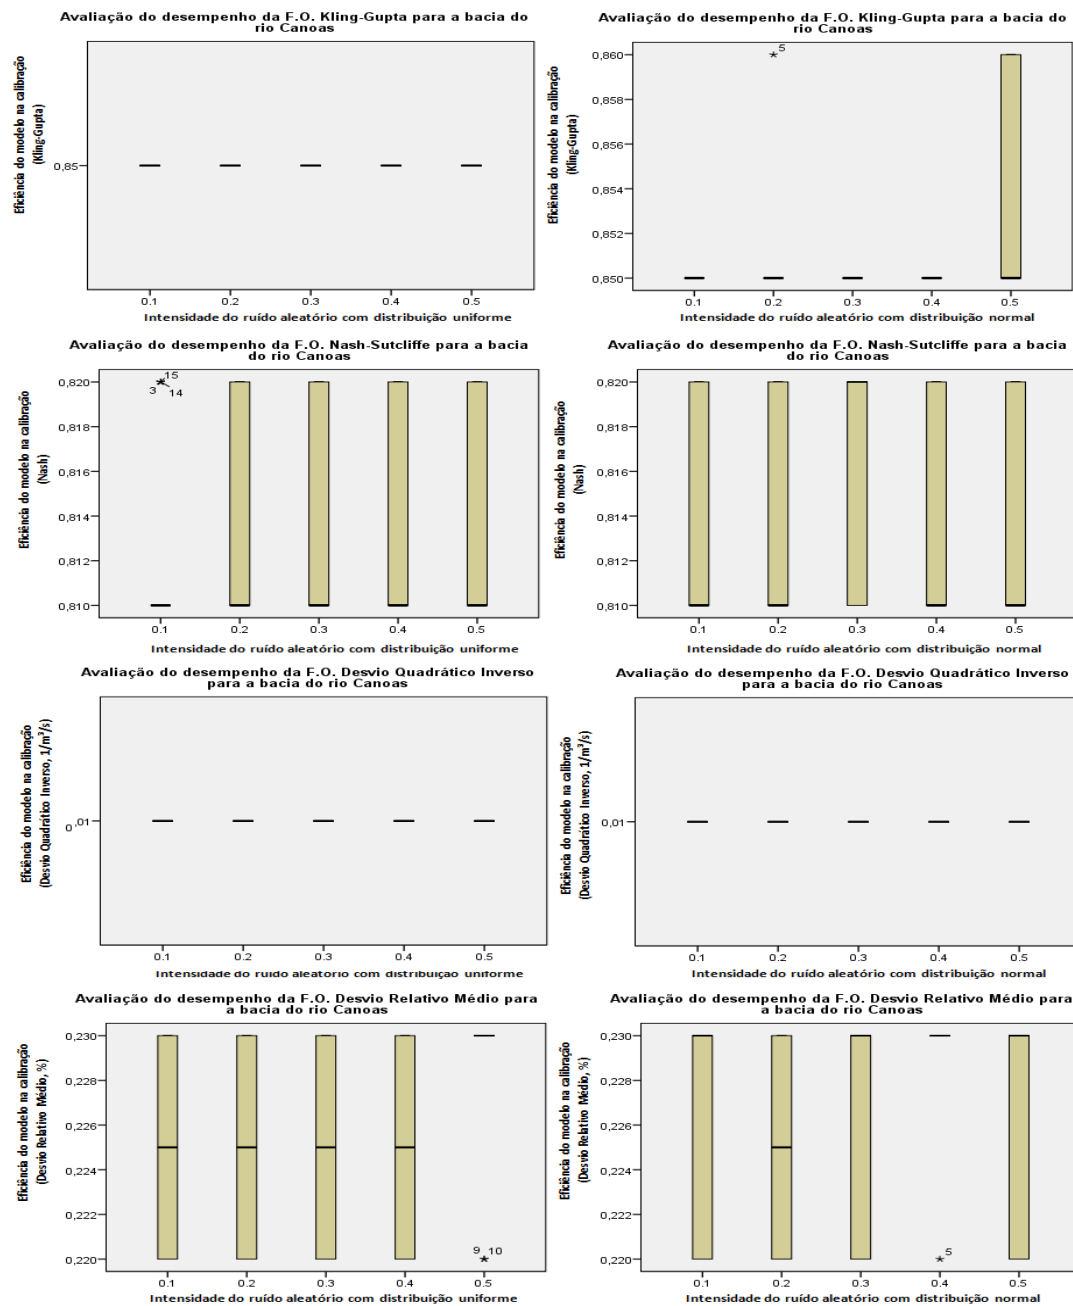 Avaliação do desempenho da F.O. Kling-Gupta para a bacia do
rio Canoas
Eficiência do modelo na calibração
(Kling-Gupta)
0,85
0.1 0.2 0.3 0.4 0.5
Intensidade do ruído aleatório com distribuição uniforme
Avaliação do desempenho da F.O. Kling-Gupta para a bacia do
rio Canoas
Eficiência do modelo na calibração
(Kling-Gupta)
0,860
0,858
0,856
0,854
0,852
0,850
5
0.1 0.2 0.3 0.4 0.5
Intensidade do ruído aleatório com distribuição normal
Avaliação do desempenho da F.O. Nash-Sutcliffe para a bacia
do rio Canoas
Eficiência do modelo na calibração
(Nash)
0,820
0,818
0,816
0,814
0,812
0,810
15
3
14
0.1 0.2 0.3 0.4 0.5
Intensidade do ruído aleatório com distribuição uniforme
Avaliação do desempenho da F.O. Nash-Sutcliffe para a bacia
do rio Canoas
Eficiência do modelo na calibração
(Nash)
0,820
0,818
0,816
0,814
0,812
0,810
0.1 0.2 0.3 0.4 0.5
Intensidade do ruído aleatório com distribuição normal
Avaliação do desempenho da F.O. Desvio Quadrático Inverso
para a bacia do rio Canoas
Eficiência do modelo na calibração
(Desvio Quadrático Inverso, 1/m³/s)
0,01
0.1 0.2 0.3 0.4 0.5
Intensidade do ruído aleatório com distribuição uniforme
Avaliação do desempenho da F.O. Desvio Quadrático Inverso
para a bacia do rio Canoas
Eficiência do modelo na calibração
(Desvio Quadrático Inverso, 1/m³/s)
0,01
0.1 0.2 0.3 0.4 0.5
Intensidade do ruído aleatório com distribuição normal
Avaliação do desempenho da F.O. Desvio Relativo Médio para
a bacia do rio Canoas
Eficiência do modelo na calibração
(Desvio Relativo Médio, %)
0,230
0,228
0,226
0,224
0,222
0,220
9 10
0.1 0.2 0.3 0.4 0.5
Intensidade do ruído aleatório com distribuição uniforme
Avaliação do desempenho da F.O. Desvio Relativo Médio para
a bacia do rio Canoas
Eficiência do modelo na calibração
(Desvio Relativo Médio, %)
0,230
0,228
0,226
0,224
0,222
0,220
5
0.1 0.2 0.3 0.4 0.5
Intensidade do ruído aleatório com distribuição normal